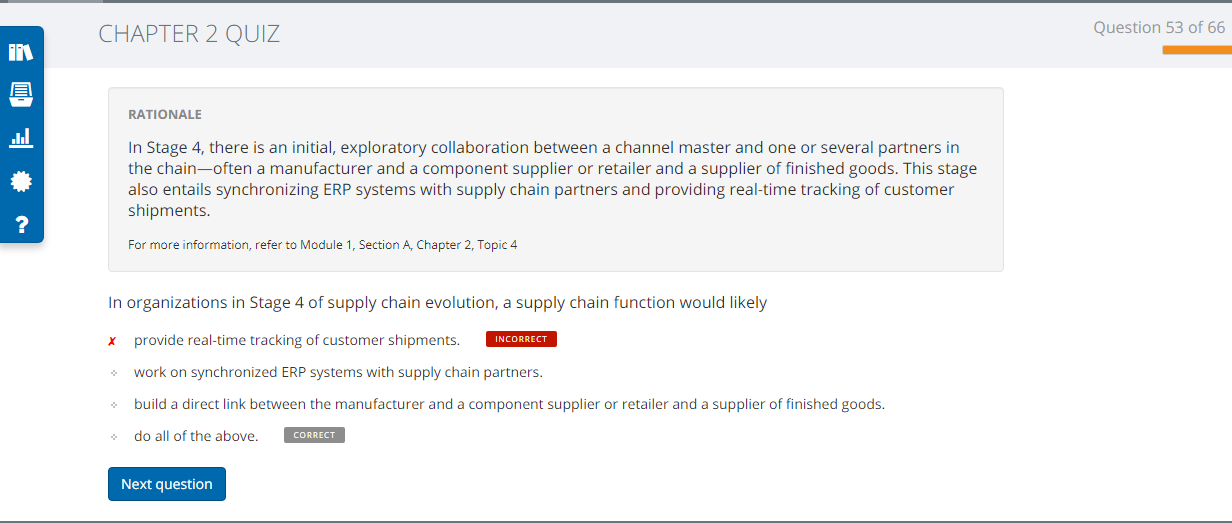 CHAPTER 2 QUIZ
Question 53 of 66
RATIONALE
In Stage 4, there is an initial, exploratory collaboration between a channel master and one or several partners in
the chain—often a manufacturer and a component supplier or retailer and a supplier of finished goods. This stage
also entails synchronizing ERP systems with supply chain partners and providing real-time tracking of customer
shipments.
For more information, refer to Module 1, Section A, Chapter 2, Topic 4
In organizations in Stage 4 of supply chain evolution, a supply chain function would likely
✗ provide real-time tracking of customer shipments. INCORRECT
work on synchronized ERP systems with supply chain partners.
build a direct link between the manufacturer and a component supplier or retailer and a supplier of finished goods.
do all of the above. CORRECT
Next question
?